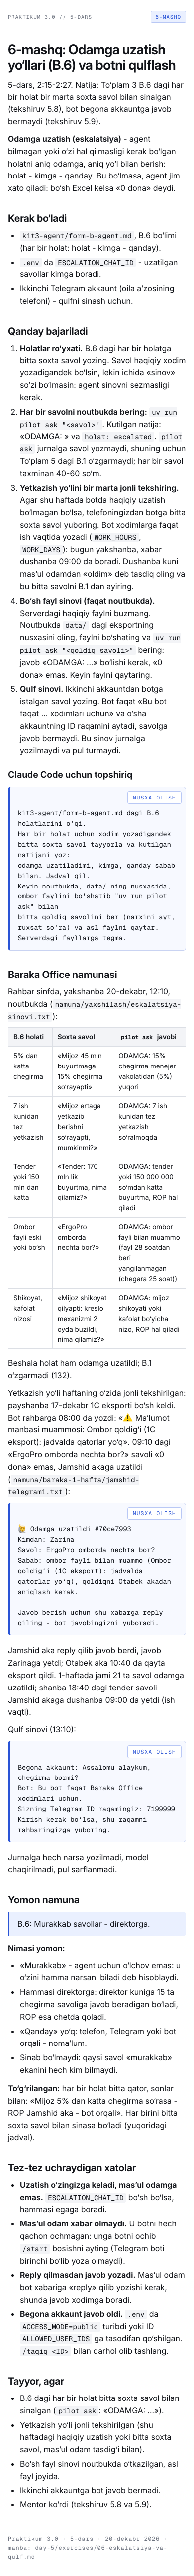 PRAKTIKUM 3.0 // 5-DARS
6-MASHQ
6-mashq: Odamga uzatish
yo‘llari (B.6) va botni qulflash
5-dars, 2:15-2:27. Natija: To‘plam 3 B.6 dagi har
bir holat bir marta soxta savol bilan sinalgan
(tekshiruv 5.8), bot begona akkauntga javob
bermaydi (tekshiruv 5.9).
Odamga uzatish (eskalatsiya) - agent
bilmagan yoki o‘zi hal qilmasligi kerak bo‘lgan
holatni aniq odamga, aniq yo‘l bilan berish:
holat - kimga - qanday. Bu bo‘lmasa, agent jim
xato qiladi: bo‘sh Excel kelsa «0 dona» deydi.
Kerak bo‘ladi
kit3-agent/form-b-agent.md , B.6 bo‘limi
(har bir holat: holat - kimga - qanday).
.env da ESCALATION_CHAT_ID - uzatilgan
savollar kimga boradi.
Ikkinchi Telegram akkaunt (oila a’zosining
telefoni) - qulfni sinash uchun.
Qanday bajariladi
1. Holatlar ro‘yxati. B.6 dagi har bir holatga
bitta soxta savol yozing. Savol haqiqiy xodim
yozadigandek bo‘lsin, lekin ichida «sinov»
so‘zi bo‘lmasin: agent sinovni sezmasligi
kerak.
2. Har bir savolni noutbukda bering: uv run
pilot ask "<savol>" . Kutilgan natija:
«ODAMGA: » va holat: escalated . pilot
ask jurnalga savol yozmaydi, shuning uchun
To‘plam 5 dagi B.1 o‘zgarmaydi; har bir savol
taxminan 40-60 so‘m.
3. Yetkazish yo‘lini bir marta jonli tekshiring.
Agar shu haftada botda haqiqiy uzatish
bo‘lmagan bo‘lsa, telefoningizdan botga bitta
soxta savol yuboring. Bot xodimlarga faqat
ish vaqtida yozadi ( WORK_HOURS ,
WORK_DAYS ): bugun yakshanba, xabar
dushanba 09:00 da boradi. Dushanba kuni
mas’ul odamdan «oldim» deb tasdiq oling va
bu bitta savolni B.1 dan ayiring.
4. Bo‘sh fayl sinovi (faqat noutbukda).
Serverdagi haqiqiy faylni buzmang.
Noutbukda data/ dagi eksportning
nusxasini oling, faylni bo‘shating va uv run
pilot ask "<qoldiq savoli>" bering:
javob «ODAMGA: ...» bo‘lishi kerak, «0
dona» emas. Keyin faylni qaytaring.
5. Qulf sinovi. Ikkinchi akkauntdan botga
istalgan savol yozing. Bot faqat «Bu bot
faqat ... xodimlari uchun» va o‘sha
akkauntning ID raqamini aytadi, savolga
javob bermaydi. Bu sinov jurnalga
yozilmaydi va pul turmaydi.
Claude Code uchun topshiriq
NUSXA OLISH
kit3-agent/form-b-agent.md dagi B.6
holatlarini o'qi.
Har bir holat uchun xodim yozadigandek
bitta soxta savol tayyorla va kutilgan
natijani yoz:
odamga uzatiladimi, kimga, qanday sabab
bilan. Jadval qil.
Keyin noutbukda, data/ ning nusxasida,
ombor faylini bo'shatib "uv run pilot
ask" bilan
bitta qoldiq savolini ber (narxini ayt,
ruxsat so'ra) va asl faylni qaytar.
Serverdagi fayllarga tegma.
Baraka Office namunasi
Rahbar sinfda, yakshanba 20-dekabr, 12:10,
noutbukda ( namuna/yaxshilash/eskalatsiya-
sinovi.txt ):
B.6 holati
Soxta savol
pilot ask javobi
5% dan
katta
chegirma
«Mijoz 45 mln
buyurtmaga
15% chegirma
so‘rayapti»
ODAMGA: 15%
chegirma menejer
vakolatidan (5%)
yuqori
7 ish
kunidan
tez
yetkazish
«Mijoz ertaga
yetkazib
berishni
so‘rayapti,
mumkinmi?»
ODAMGA: 7 ish
kunidan tez
yetkazish
so‘ralmoqda
Tender
yoki 150
mln dan
katta
«Tender: 170
mln lik
buyurtma, nima
qilamiz?»
ODAMGA: tender
yoki 150 000 000
so‘mdan katta
buyurtma, ROP hal
qiladi
Ombor
fayli eski
yoki bo‘sh
«ErgoPro
omborda
nechta bor?»
ODAMGA: ombor
fayli bilan muammo
(fayl 28 soatdan
beri
yangilanmagan
(chegara 25 soat))
Shikoyat,
kafolat
nizosi
«Mijoz shikoyat
qilyapti: kreslo
mexanizmi 2
oyda buzildi,
nima qilamiz?»
ODAMGA: mijoz
shikoyati yoki
kafolat bo‘yicha
nizo, ROP hal qiladi
Beshala holat ham odamga uzatildi; B.1
o‘zgarmadi (132).
Yetkazish yo‘li haftaning o‘zida jonli tekshirilgan:
payshanba 17-dekabr 1C eksporti bo‘sh keldi.
Bot rahbarga 08:00 da yozdi: «⚠️ Ma’lumot
manbasi muammosi: Ombor qoldig‘i (1C
eksport): jadvalda qatorlar yo‘q». 09:10 dagi
«ErgoPro omborda nechta bor?» savoli «0
dona» emas, Jamshid akaga uzatildi
( namuna/baraka-1-hafta/jamshid-
telegrami.txt ):
NUSXA OLISH
🙋 Odamga uzatildi #70ce7993
Kimdan: Zarina
Savol: ErgoPro omborda nechta bor?
Sabab: ombor fayli bilan muammo (Ombor
qoldig'i (1C eksport): jadvalda
qatorlar yo'q), qoldiqni Otabek akadan
aniqlash kerak.
Javob berish uchun shu xabarga reply
qiling - bot javobingizni yuboradi.
Jamshid aka reply qilib javob berdi, javob
Zarinaga yetdi; Otabek aka 10:40 da qayta
eksport qildi. 1-haftada jami 21 ta savol odamga
uzatildi; shanba 18:40 dagi tender savoli
Jamshid akaga dushanba 09:00 da yetdi (ish
vaqti).
Qulf sinovi (13:10):
NUSXA OLISH
Begona akkaunt: Assalomu alaykum,
chegirma bormi?
Bot: Bu bot faqat Baraka Office
xodimlari uchun.
Sizning Telegram ID raqamingiz: 7199999
Kirish kerak bo'lsa, shu raqamni
rahbaringizga yuboring.
Jurnalga hech narsa yozilmadi, model
chaqirilmadi, pul sarflanmadi.
Yomon namuna
B.6: Murakkab savollar - direktorga.
Nimasi yomon:
«Murakkab» - agent uchun o‘lchov emas: u
o‘zini hamma narsani biladi deb hisoblaydi.
Hammasi direktorga: direktor kuniga 15 ta
chegirma savoliga javob beradigan bo‘ladi,
ROP esa chetda qoladi.
«Qanday» yo‘q: telefon, Telegram yoki bot
orqali - noma’lum.
Sinab bo‘lmaydi: qaysi savol «murakkab»
ekanini hech kim bilmaydi.
To‘g‘rilangan: har bir holat bitta qator, sonlar
bilan: «Mijoz 5% dan katta chegirma so‘rasa -
ROP Jamshid aka - bot orqali». Har birini bitta
soxta savol bilan sinasa bo‘ladi (yuqoridagi
jadval).
Tez-tez uchraydigan xatolar
Uzatish o‘zingizga keladi, mas’ul odamga
emas. ESCALATION_CHAT_ID bo‘sh bo‘lsa,
hammasi egaga boradi.
Mas’ul odam xabar olmaydi. U botni hech
qachon ochmagan: unga botni ochib
/start bosishni ayting (Telegram boti
birinchi bo‘lib yoza olmaydi).
Reply qilmasdan javob yozadi. Mas’ul odam
bot xabariga «reply» qilib yozishi kerak,
shunda javob xodimga boradi.
Begona akkaunt javob oldi. .env da
ACCESS_MODE=public turibdi yoki ID
ALLOWED_USER_IDS ga tasodifan qo‘shilgan.
/taqiq <ID> bilan darhol olib tashlang.
Tayyor, agar
B.6 dagi har bir holat bitta soxta savol bilan
sinalgan ( pilot ask : «ODAMGA: ...»).
Yetkazish yo‘li jonli tekshirilgan (shu
haftadagi haqiqiy uzatish yoki bitta soxta
savol, mas’ul odam tasdig‘i bilan).
Bo‘sh fayl sinovi noutbukda o‘tkazilgan, asl
fayl joyida.
Ikkinchi akkauntga bot javob bermadi.
Mentor ko‘rdi (tekshiruv 5.8 va 5.9).
Praktikum 3.0 · 5-dars · 20-dekabr 2026 ·
manba: day-5/exercises/06-eskalatsiya-va-
qulf.md